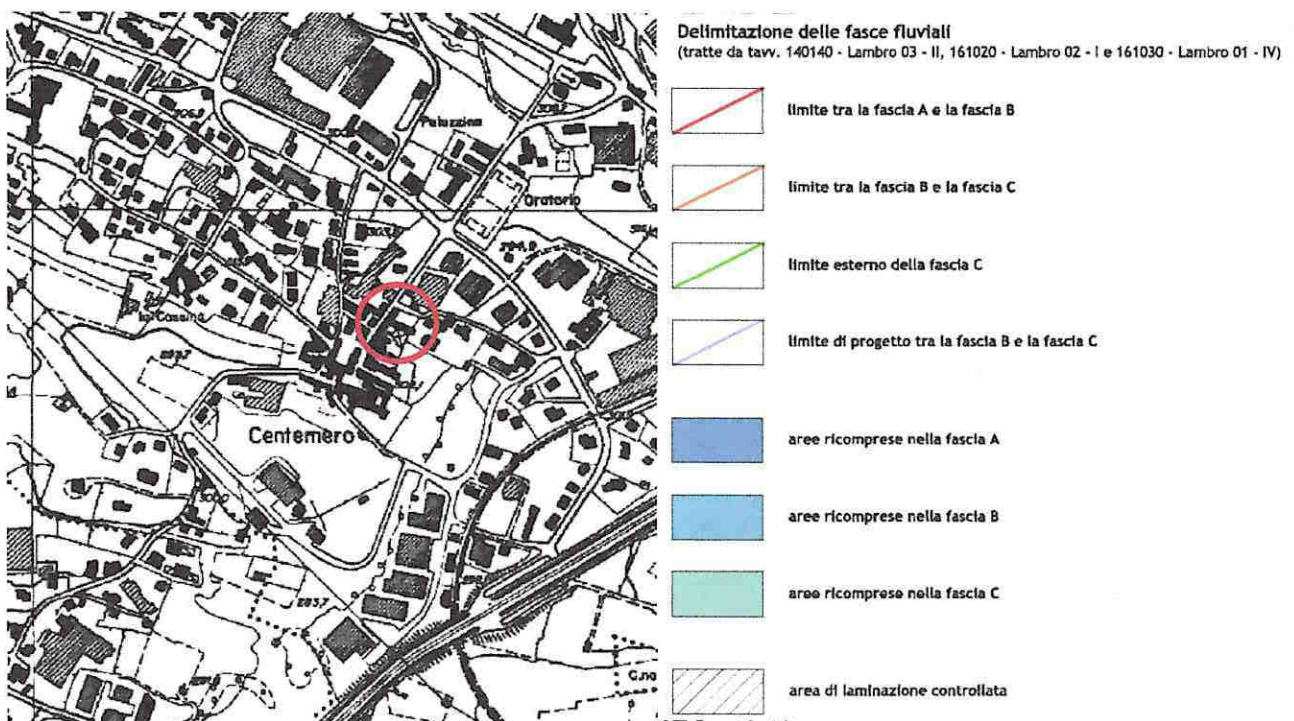 Delimitazione delle fasce fluviali
(tratte da tavv. 140140 - Lambro 03 - II, 161020 - Lambro 02 - I e 161030 - Lambro 01 - IV)
limite tra la fascia A e la fascia B
limite tra la fascia B e la fascia C
limite esterno della fascia C
limite di progetto tra la fascia B e la fascia C
aree ricomprese nella fascia A
aree ricomprese nella fascia B
aree ricomprese nella fascia C
area di laminazione controllata
Palazzina
Oratorio
la Cassina
Centemero
C.na